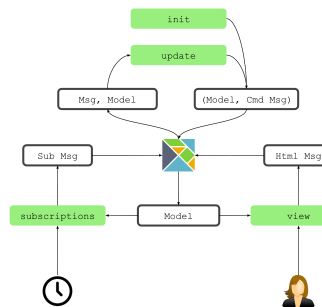 init
update
Msg, Model
(Model, Cmd Msg)
Sub Msg
Html Msg
subscriptions
Model
view